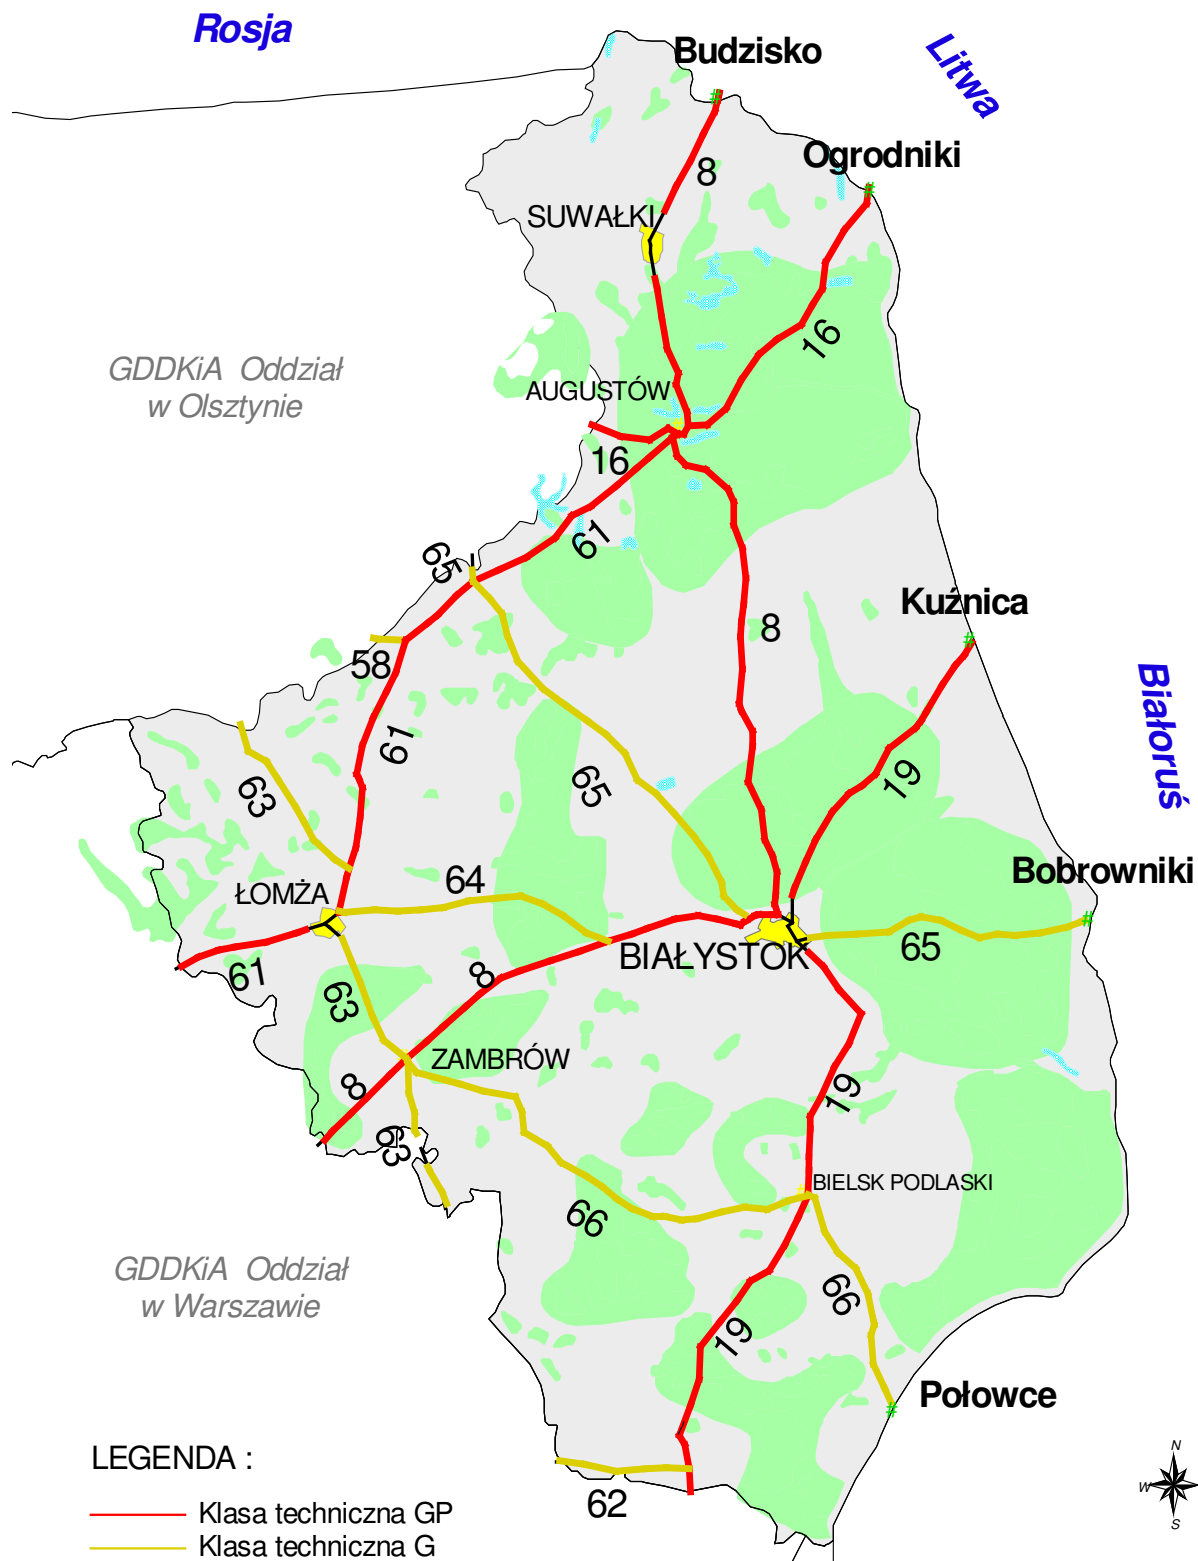 Rosja
Budzisko
Litwa
Ogrodniki
8
SUWAŁKI
16
GDDKiA Oddział
w Olsztynie
AUGUSTÓW
16
61
65
Kuźnica
8
58
Białoruś
61
63
65
19
Bobrowniki
64
ŁOMŻA
65
BIAŁYSTOK
61
8
63
ZAMBRÓW
8
19
63
BIELSK PODLASKI
66
GDDKiA Oddział
w Warszawie
66
19
Połowce
LEGENDA :
62
N
W
S
Klasa techniczna GP
Klasa techniczna G